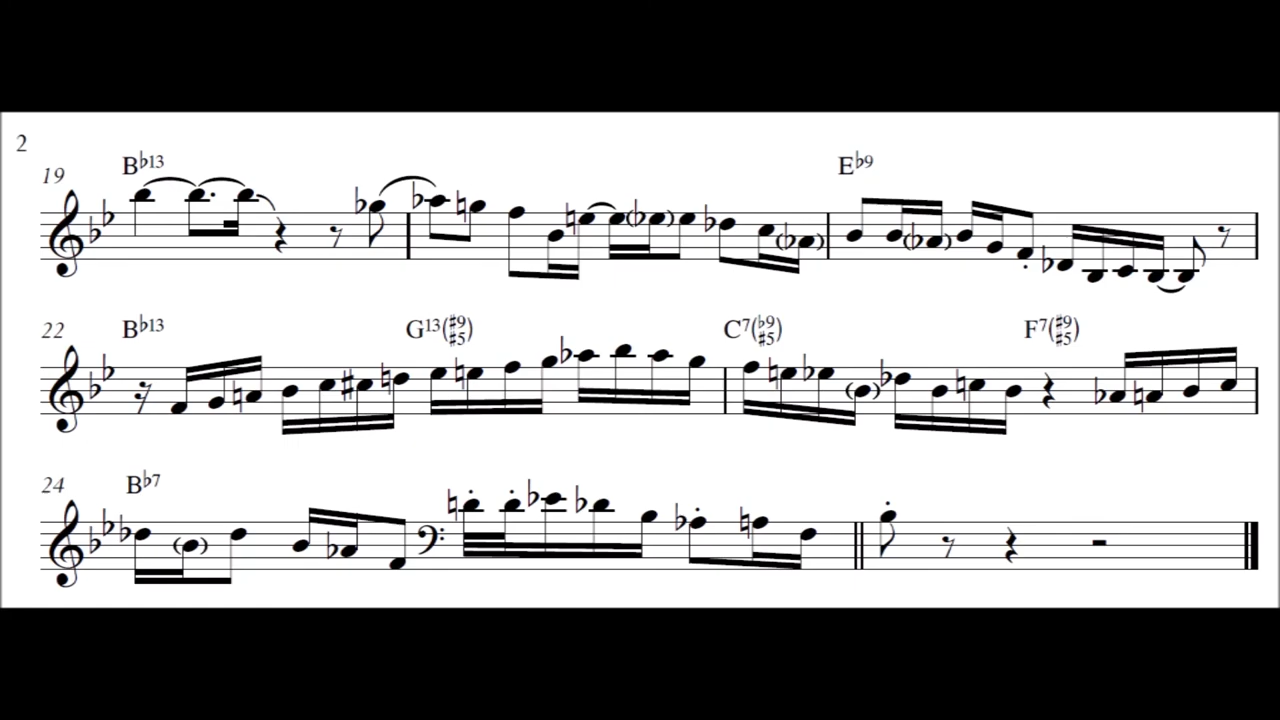 2
19 B♭13 E♭9
22 B♭13 G13(♯9♯5) C7(♭9♯5) F7(♯9♯5)
24 B♭7